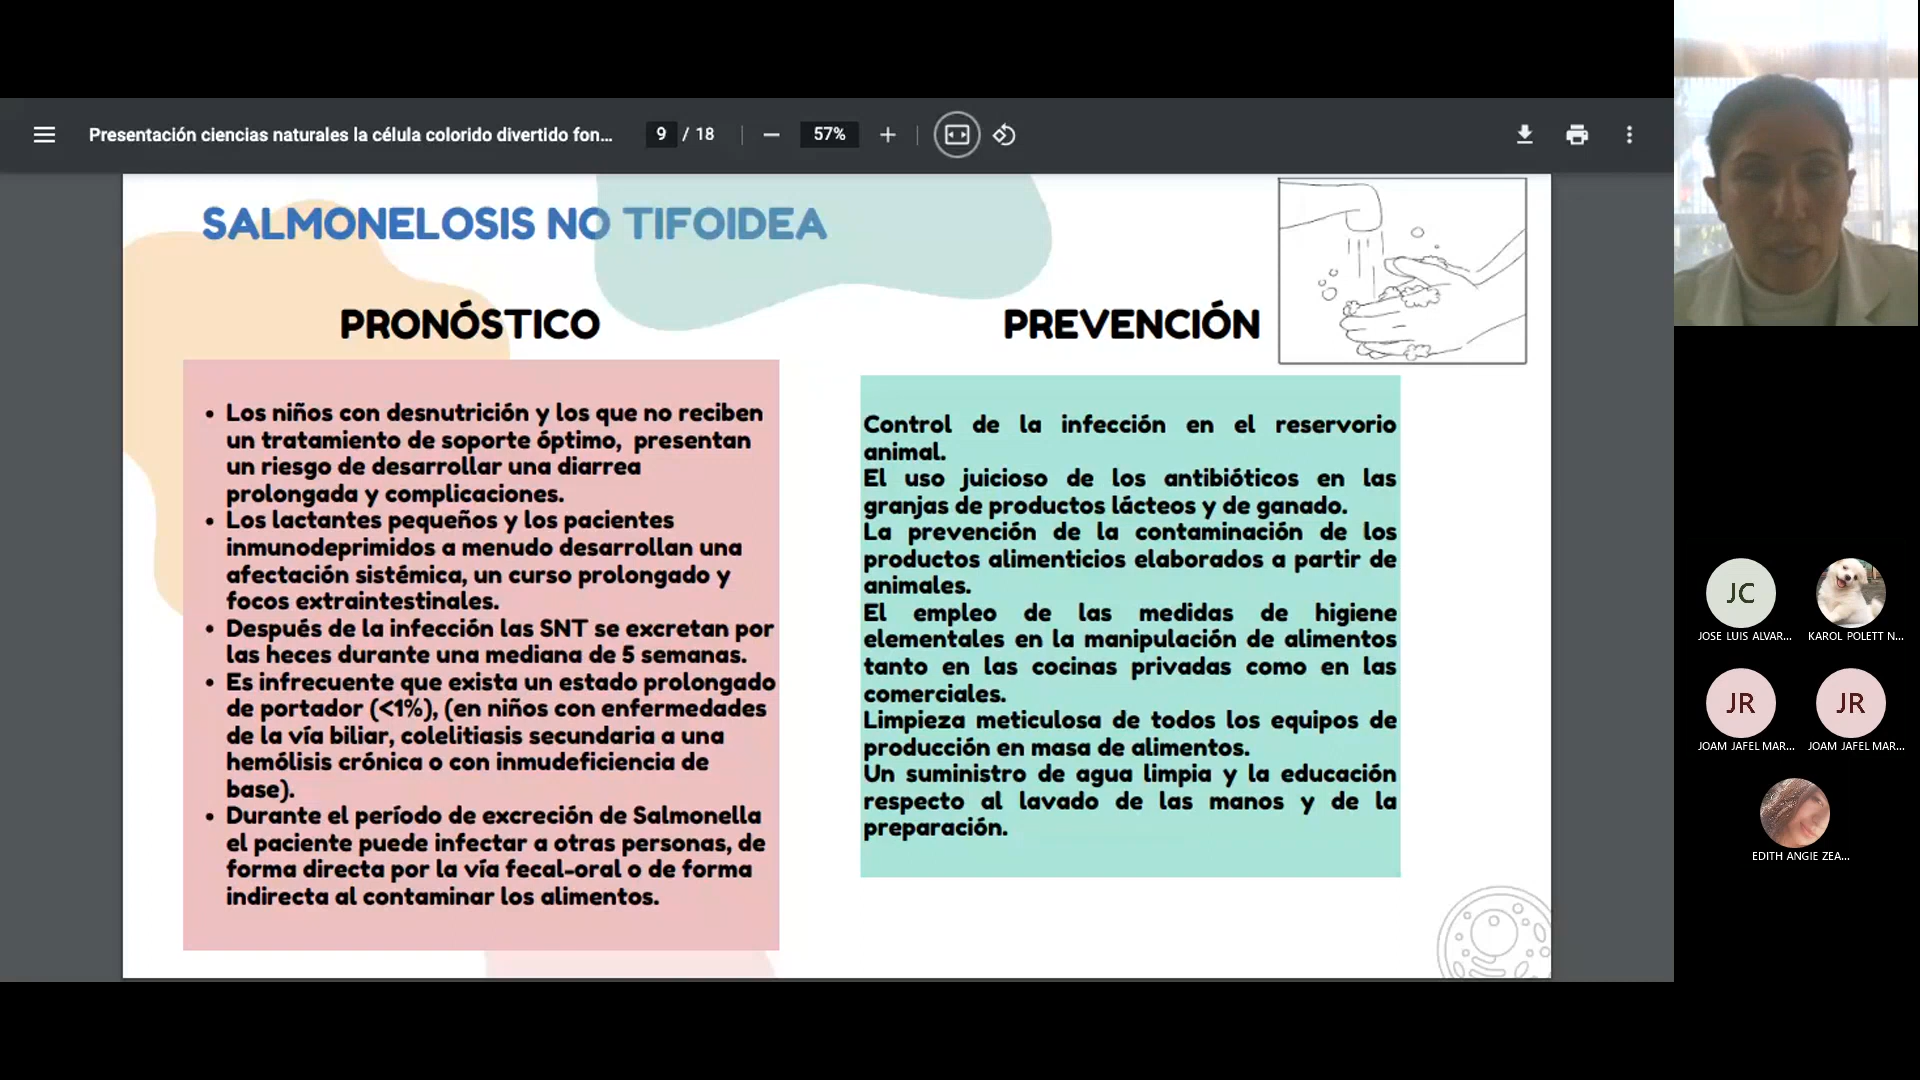 Presentación ciencias naturales la célula colorido divertido fon...
9 / 18
57%
SALMONELOSIS NO TIFOIDEA
PRONÓSTICO
• Los niños con desnutrición y los que no reciben
un tratamiento de soporte óptimo, presentan
un riesgo de desarrollar una diarrea
prolongada y complicaciones.
• Los lactantes pequeños y los pacientes
inmunodeprimidos a menudo desarrollan una
afectación sistémica, un curso prolongado y
focos extraintestinales.
• Después de la infección las SNT se excretan por
las heces durante una mediana de 5 semanas.
• Es infrecuente que exista un estado prolongado
de portador (<1%), (en niños con enfermedades
de la vía biliar, colelitiasis secundaria a una
hemólisis crónica o con inmudeficiencia de
base).
• Durante el período de excreción de Salmonella
el paciente puede infectar a otras personas, de
forma directa por la vía fecal-oral o de forma
indirecta al contaminar los alimentos.
PREVENCIÓN
Control de la infección en el reservorio
animal.
El uso juicioso de los antibióticos en las
granjas de productos lácteos y de ganado.
La prevención de la contaminación de los
productos alimenticios elaborados a partir de
animales.
El empleo de las medidas de higiene
elementales en la manipulación de alimentos
tanto en las cocinas privadas como en las
comerciales.
Limpieza meticulosa de todos los equipos de
producción en masa de alimentos.
Un suministro de agua limpia y la educación
respecto al lavado de las manos y de la
preparación.
JC
JOSE LUIS ALVAR...
KAROL POLETT N...
JR
JOAM JAFEL MAR...
JR
JOAM JAFEL MAR...
EDITH ANGIE ZEA...